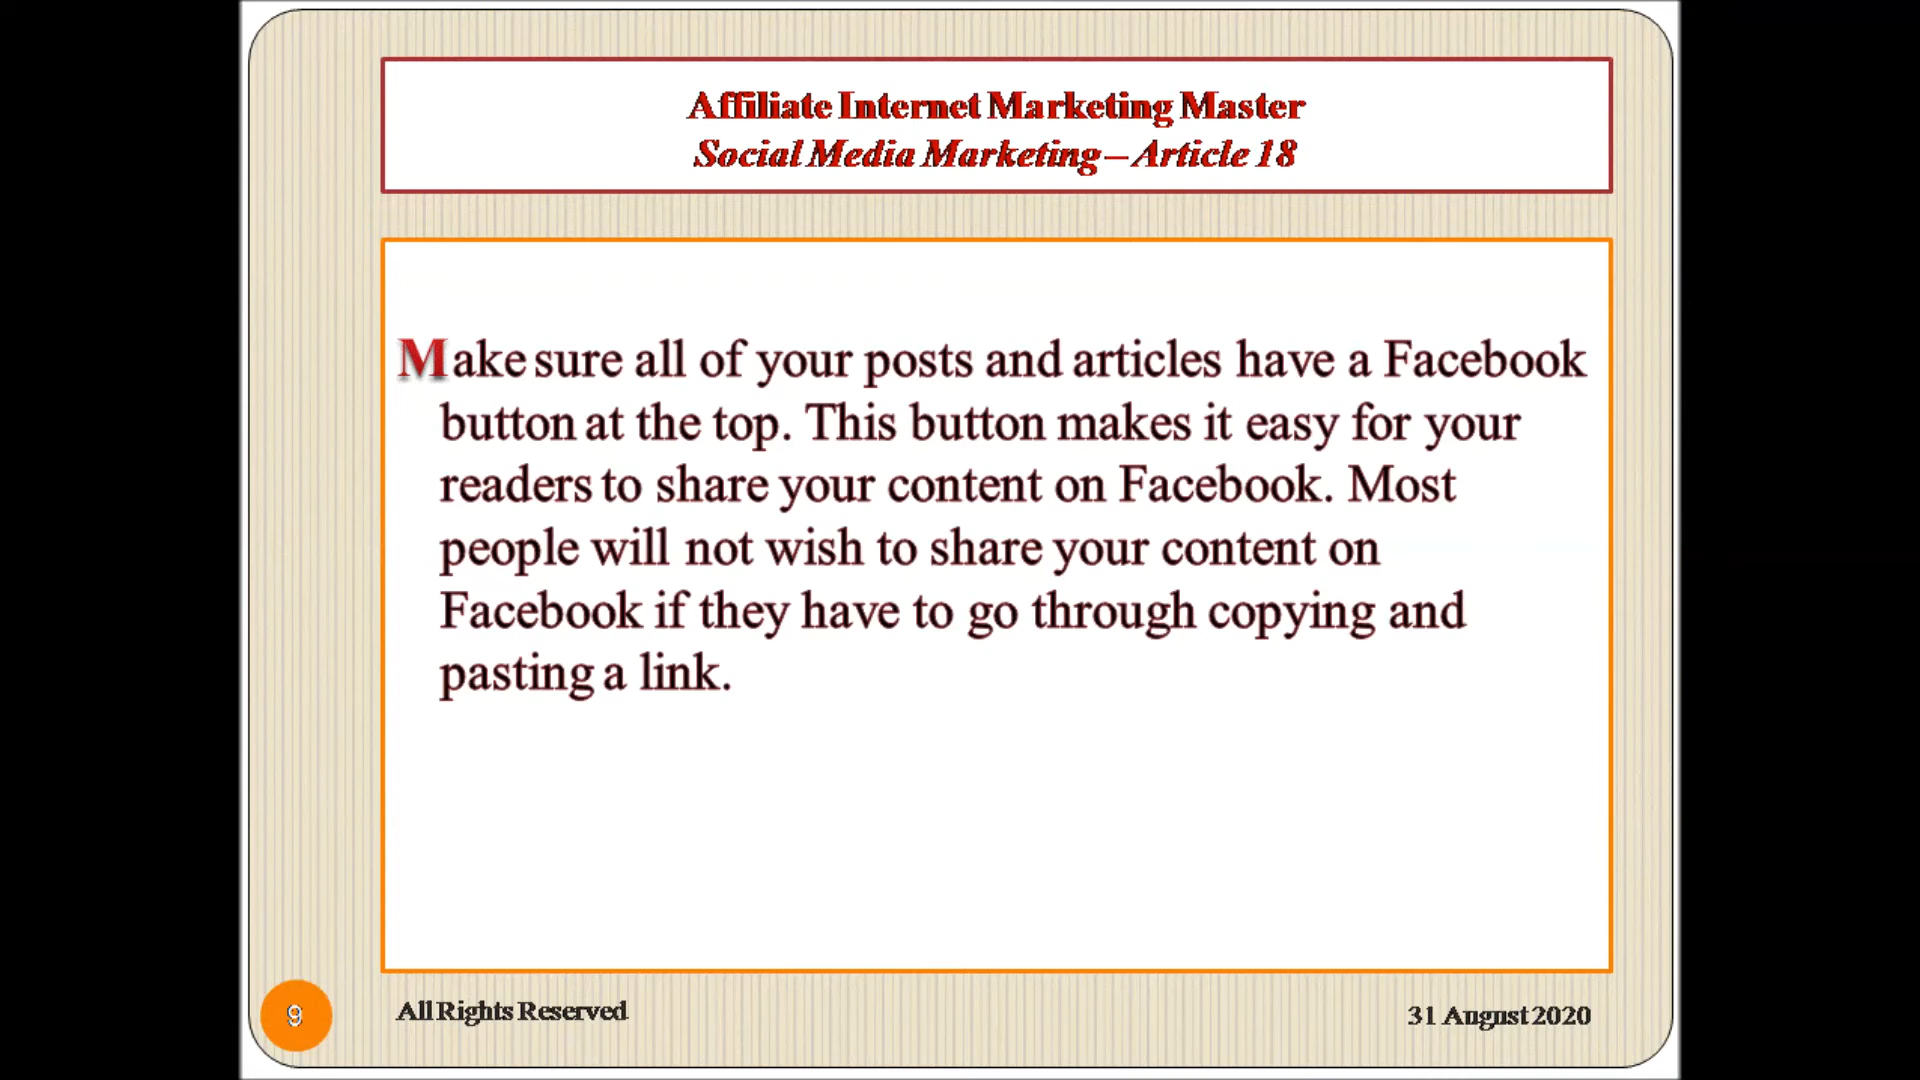 Affiliate Internet Marketing Master
Social Media Marketing – Article 18
Make sure all of your posts and articles have a Facebook
button at the top. This button makes it easy for your
readers to share your content on Facebook. Most
people will not wish to share your content on
Facebook if they have to go through copying and
pasting a link.
9
All Rights Reserved
31 August 2020